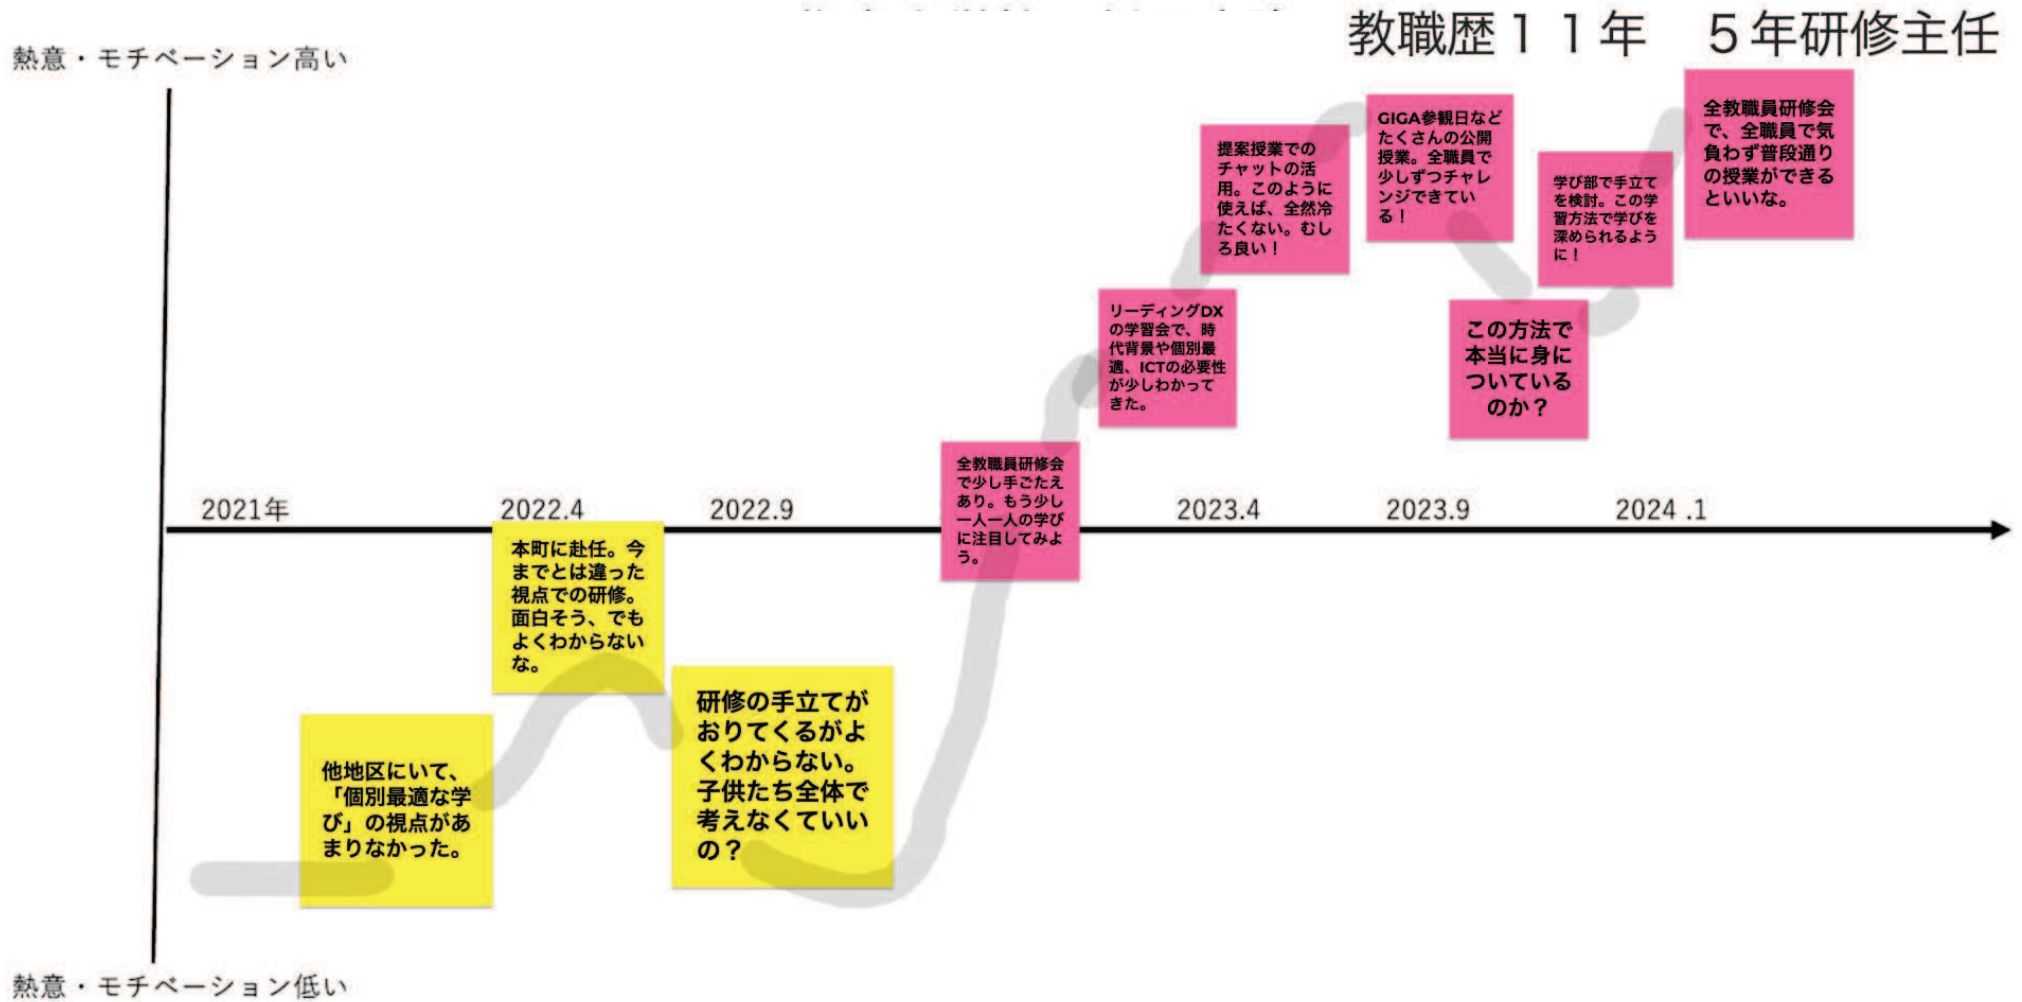 教職歴１１年　５年研修主任
熱意・モチベーション高い
全教職員研修会
で、全職員で気
負わず普段通り
の授業ができる
といいな。
GIGA参観日など
たくさんの公開
授業。全職員で
少しずつチャレ
ンジできてい
る！
提案授業での
チャットの活
用。このように
使えば、全然冷
たくない。むし
ろ良い！
学び部で手立て
を検討。この学
習方法で学びを
深められるよう
に！
リーディングDX
の学習会で、時
代背景や個別最
適、ICTの必要性
が少しわかって
きた。
この方法で
本当に身に
ついている
のか？
全教職員研修会
で少し手ごたえ
あり。もう少し
一人一人の学び
に注目してみよ
う。
2021年
2022.4
2022.9
2023.4
2023.9
2024 .1
本町に赴任。今
までとは違った
視点での研修。
面白そう、でも
よくわからない
な。
研修の手立てが
おりてくるがよ
くわからない。
子供たち全体で
考えなくていい
の？
他地区にいて、
「個別最適な学
び」の視点があ
まりなかった。
熱意・モチベーション低い